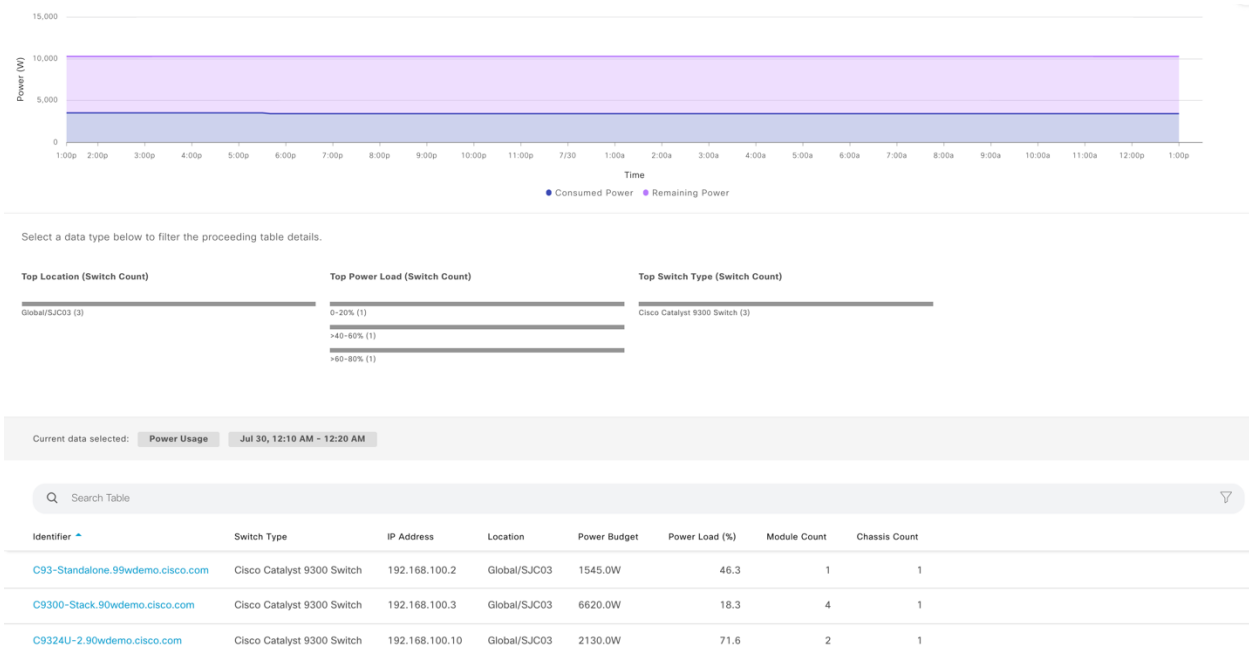 15,000
10,000
5,000
0
Power (W)
1:00p 2:00p 3:00p 4:00p 5:00p 6:00p 7:00p 8:00p 9:00p 10:00p 11:00p 7/30 1:00a 2:00a 3:00a 4:00a 5:00a 6:00a 7:00a 8:00a 9:00a 10:00a 11:00a 12:00p 1:00p
Time
Consumed Power Remaining Power
Select a data type below to filter the proceeding table details.
Top Location (Switch Count) Top Power Load (Switch Count) Top Switch Type (Switch Count)
Global/SJC03 (3) 0-20% (1) Cisco Catalyst 9300 Switch (3)
>40-60% (1)
>60-80% (1)
Current data selected: Power Usage Jul 30, 12:10 AM - 12:20 AM
Search Table
Identifier Switch Type IP Address Location Power Budget Power Load (%) Module Count Chassis Count
C93-Standalone.99wdemo.cisco.com Cisco Catalyst 9300 Switch 192.168.100.2 Global/SJC03 1545.0W 46.3 1 1
C9300-Stack.90wdemo.cisco.com Cisco Catalyst 9300 Switch 192.168.100.3 Global/SJC03 6620.0W 18.3 4 1
C9324U-2.90wdemo.cisco.com Cisco Catalyst 9300 Switch 192.168.100.10 Global/SJC03 2130.0W 71.6 2 1